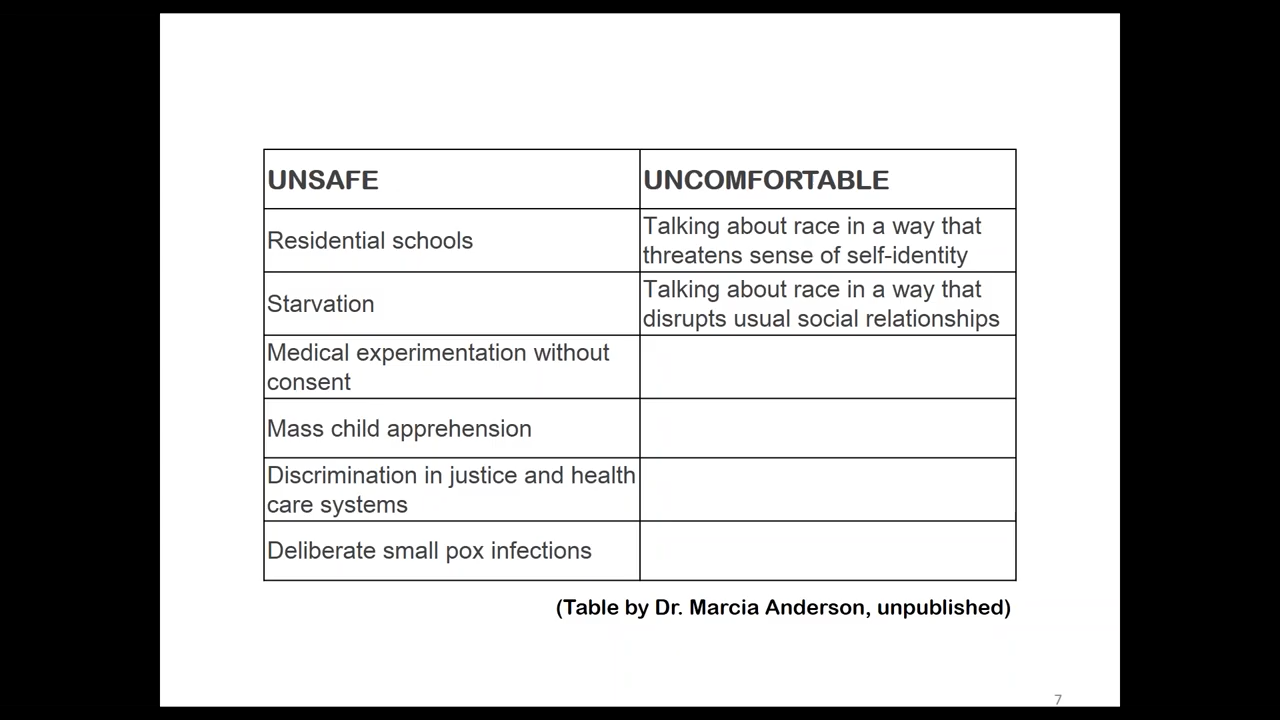 UNSAFE
UNCOMFORTABLE
Residential schools
Talking about race in a way that
threatens sense of self-identity
Starvation
Talking about race in a way that
disrupts usual social relationships
Medical experimentation without
consent
Mass child apprehension
Discrimination in justice and health
care systems
Deliberate small pox infections
(Table by Dr. Marcia Anderson, unpublished)
7